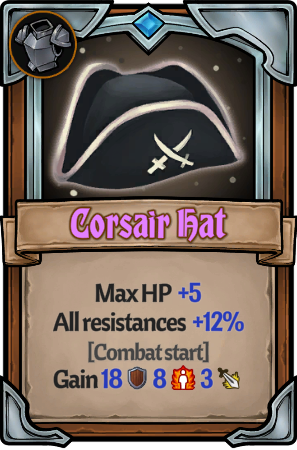 Corsair Hat
Max HP +5
All resistances +12%
[Combat start]
Gain 18 8 3